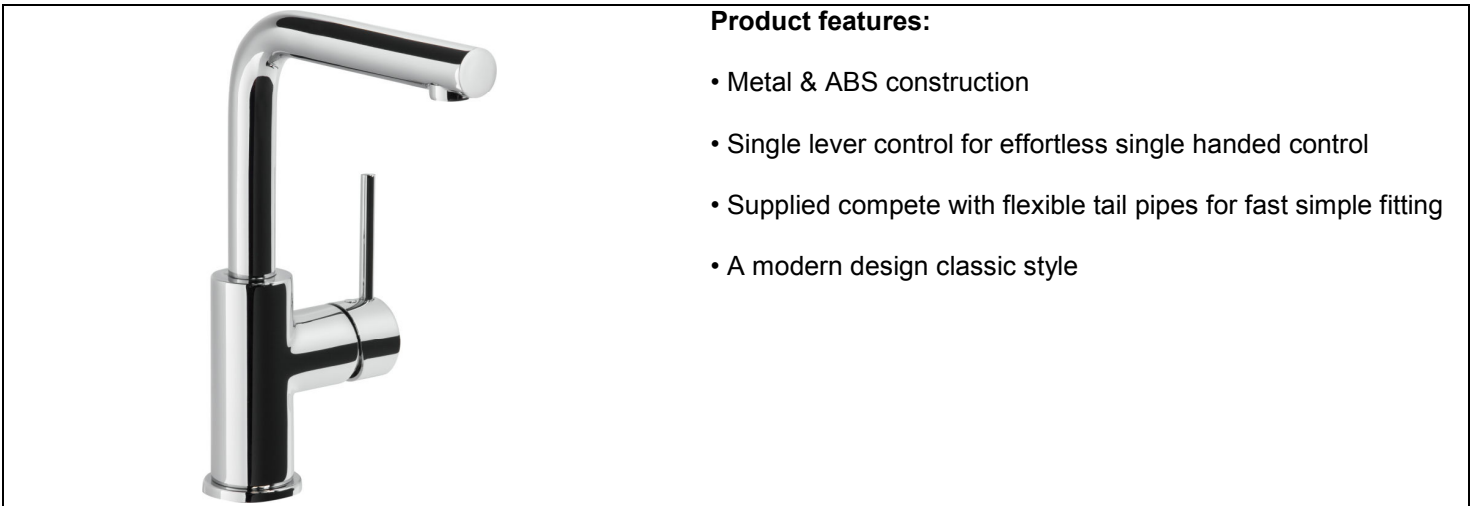 Product features:
• Metal & ABS construction
• Single lever control for effortless single handed control
• Supplied compete with flexible tail pipes for fast simple fitting
• A modern design classic style